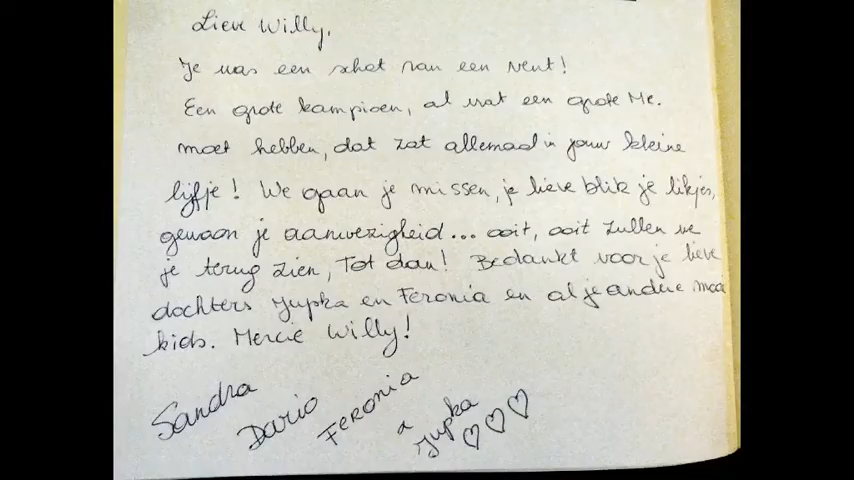 Lieve Willy,
Je was een schat van een vent!
Een grote kampioen, al wat een grote Me.
moet hebben, dat zat allemaal in jouw kleine
lijfje! We gaan je missen, je lieve blik je likjes,
gewoon je aanwezigheid... ooit, ooit zullen we
je terug zien, Tot dan! Bedankt voor je lieve
dochters Jupka en Feronia en al je andere mooie
kids. Mercie Willy!
Sandra
Dario
Feronia
a Jupka